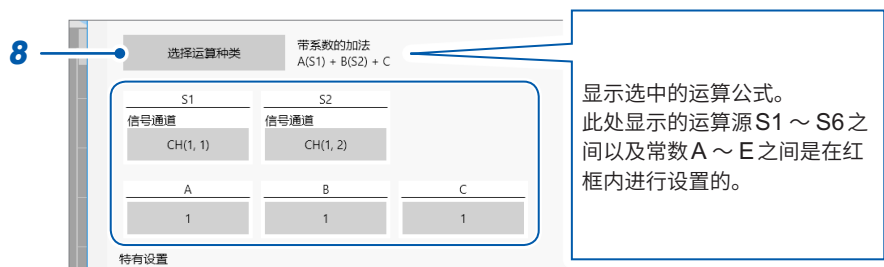 8
选择运算种类
带系数的加法
A(S1) + B(S2) + C
S1
S2
信号通道
信号通道
CH(1, 1)
CH(1, 2)
A
B
C
1
1
1
特有设置
显示选中的运算公式。
此处显示的运算源S1 ～ S6之
间以及常数A ～ E之间是在红
框内进行设置的。